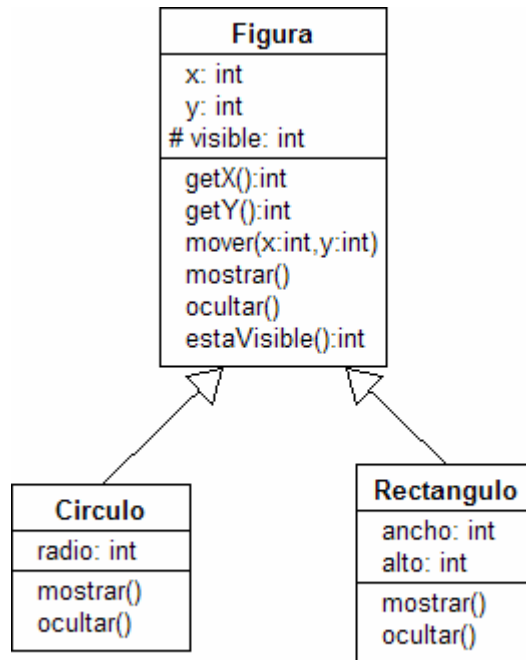 Figura
x: int
y: int
# visible: int
getX():int
getY():int
mover(x:int,y:int)
mostrar()
ocultar()
estaVisible():int
Circulo
radio: int
mostrar()
ocultar()
Rectangulo
ancho: int
alto: int
mostrar()
ocultar()